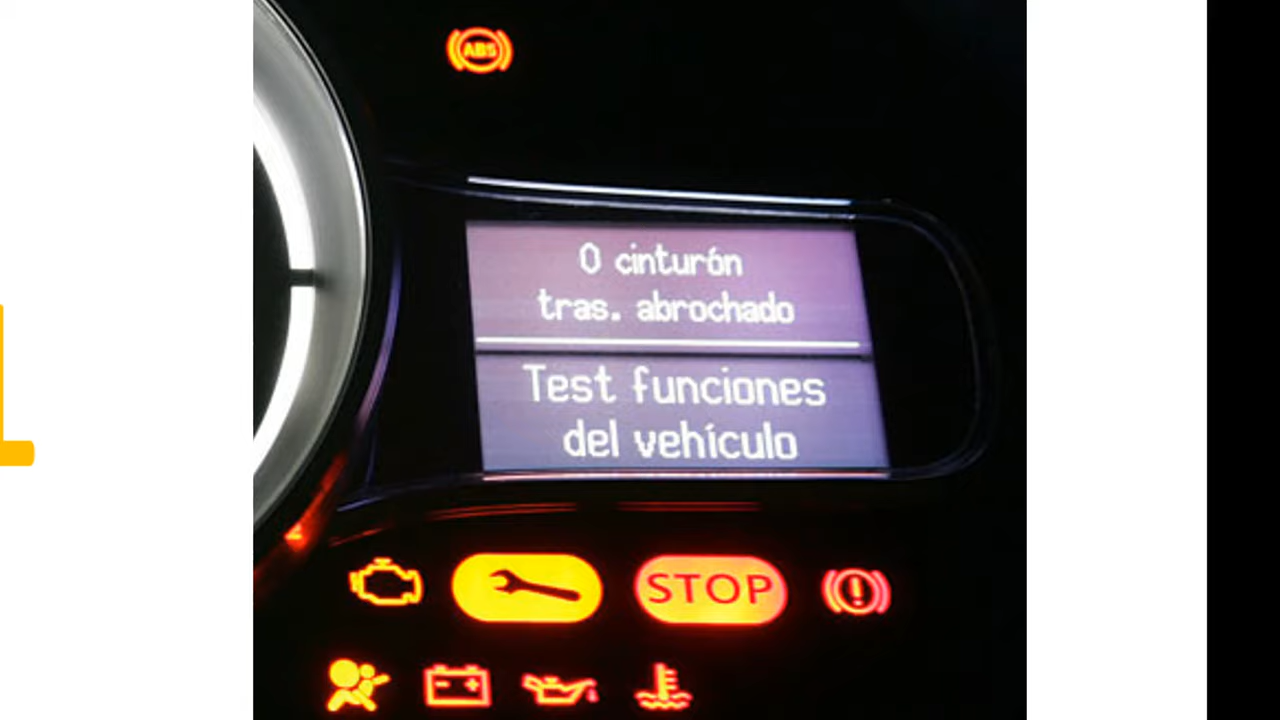 ABS
0 cinturón
tras. abrochado
Test funciones
del vehículo
STOP